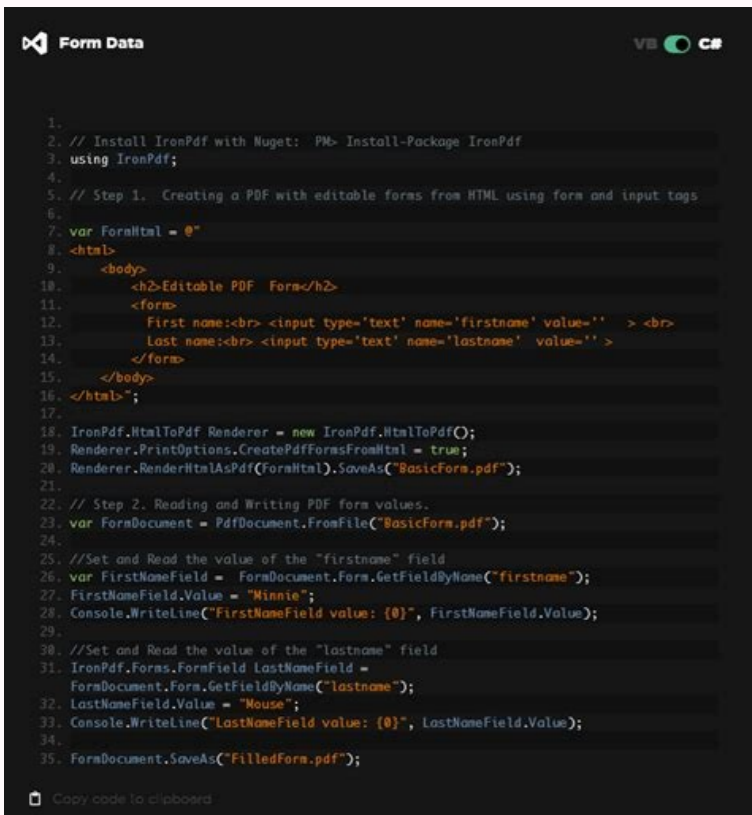 Form Data
VB C#
1.
2. // Install IronPdf with Nuget:  PM> Install-Package IronPdf
3. using IronPdf;
4.
5. // Step 1.  Creating a PDF with editable forms from HTML using form and input tags
6.
7. var FormHtml = @"
8. <html>
9.     <body>
10.         <h2>Editable PDF  Form</h2>
11.         <form>
12.           First name:<br> <input type='text' name='firstname' value=''   > <br>
13.           Last name:<br> <input type='text' name='lastname'  value='' >
14.         </form>
15.     </body>
16. </html>";
17.
18. IronPdf.HtmlToPdf Renderer = new IronPdf.HtmlToPdf();
19. Renderer.PrintOptions.CreatePdfFormsFromHtml = true;
20. Renderer.RenderHtmlAsPdf(FormHtml).SaveAs("BasicForm.pdf");
21.
22. // Step 2. Reading and Writing PDF form values.
23. var FormDocument = PdfDocument.FromFile("BasicForm.pdf");
24.
25. //Set and Read the value of the "firstname" field
26. var FirstNameField =  FormDocument.Form.GetFieldByName("firstname");
27. FirstNameField.Value = "Minnie";
28. Console.WriteLine("FirstNameField value: {0}", FirstNameField.Value);
29.
30. //Set and Read the value of the "lastname" field
31. IronPdf.Forms.FormField LastNameField =
FormDocument.Form.GetFieldByName("lastname");
32. LastNameField.Value = "Mouse";
33. Console.WriteLine("LastNameField value: {0}", LastNameField.Value);
34.
35. FormDocument.SaveAs("FilledForm.pdf");
Copy code to clipboard